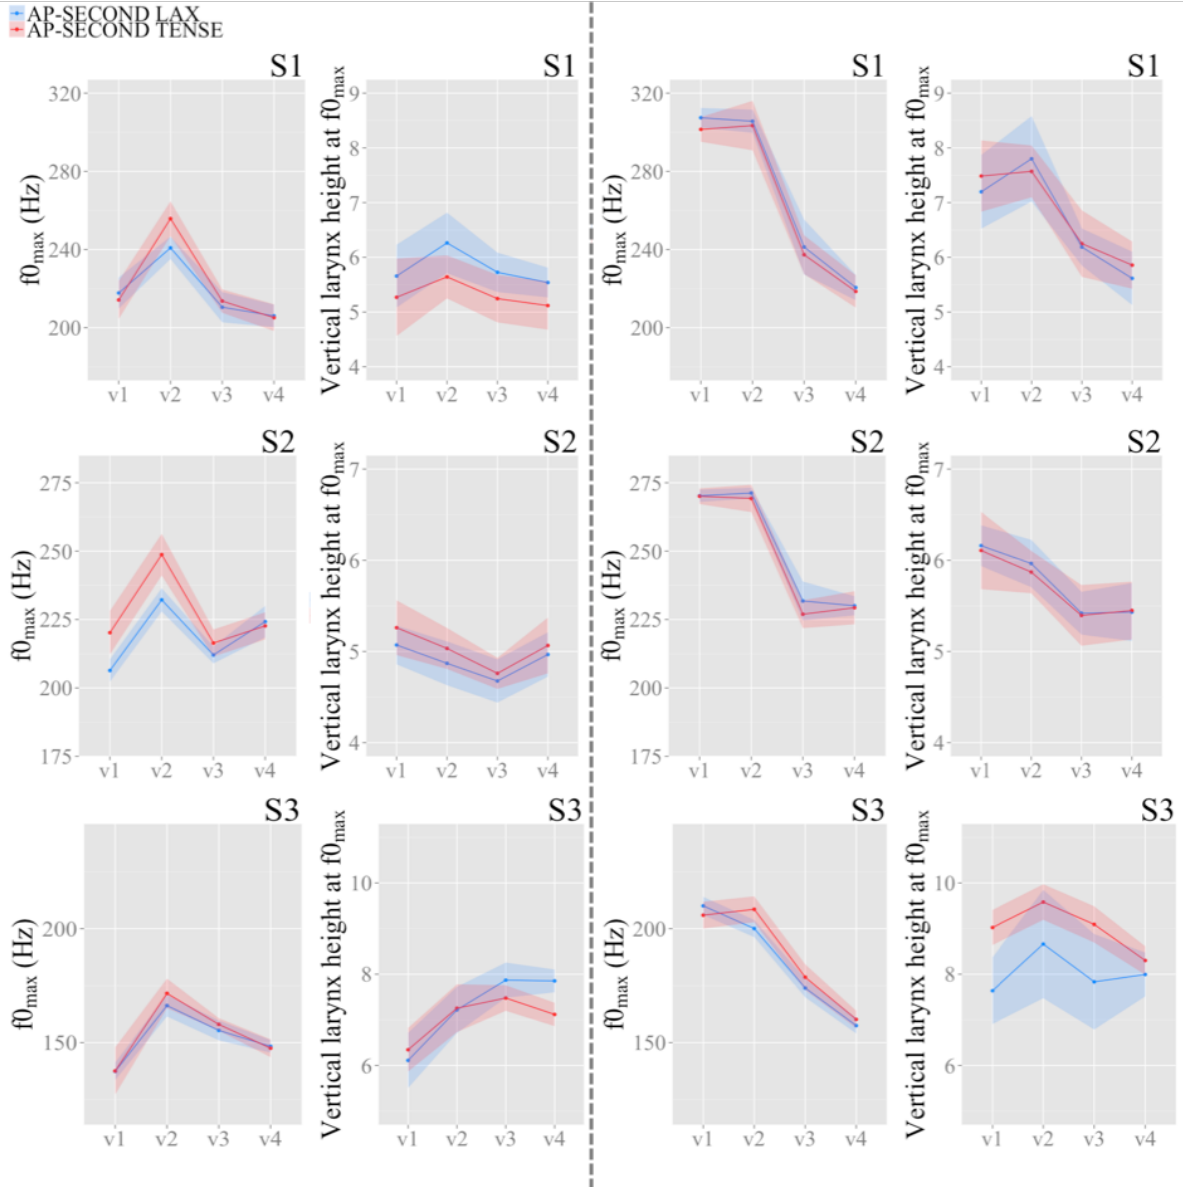 AP-SECOND LAX
AP-SECOND TENSE
S1
f0max (Hz)
320
280
240
200
v1 v2 v3 v4
S1
Vertical larynx height at f0max
9
8
7
6
5
4
v1 v2 v3 v4
S1
f0max (Hz)
320
280
240
200
v1 v2 v3 v4
S1
Vertical larynx height at f0max
9
8
7
6
5
4
v1 v2 v3 v4
S2
f0max (Hz)
275
250
225
200
175
v1 v2 v3 v4
S2
Vertical larynx height at f0max
7
6
5
4
v1 v2 v3 v4
S2
f0max (Hz)
275
250
225
200
175
v1 v2 v3 v4
S2
Vertical larynx height at f0max
7
6
5
4
v1 v2 v3 v4
S3
f0max (Hz)
200
150
v1 v2 v3 v4
S3
Vertical larynx height at f0max
10
8
6
v1 v2 v3 v4
S3
f0max (Hz)
200
150
v1 v2 v3 v4
S3
Vertical larynx height at f0max
10
8
6
v1 v2 v3 v4